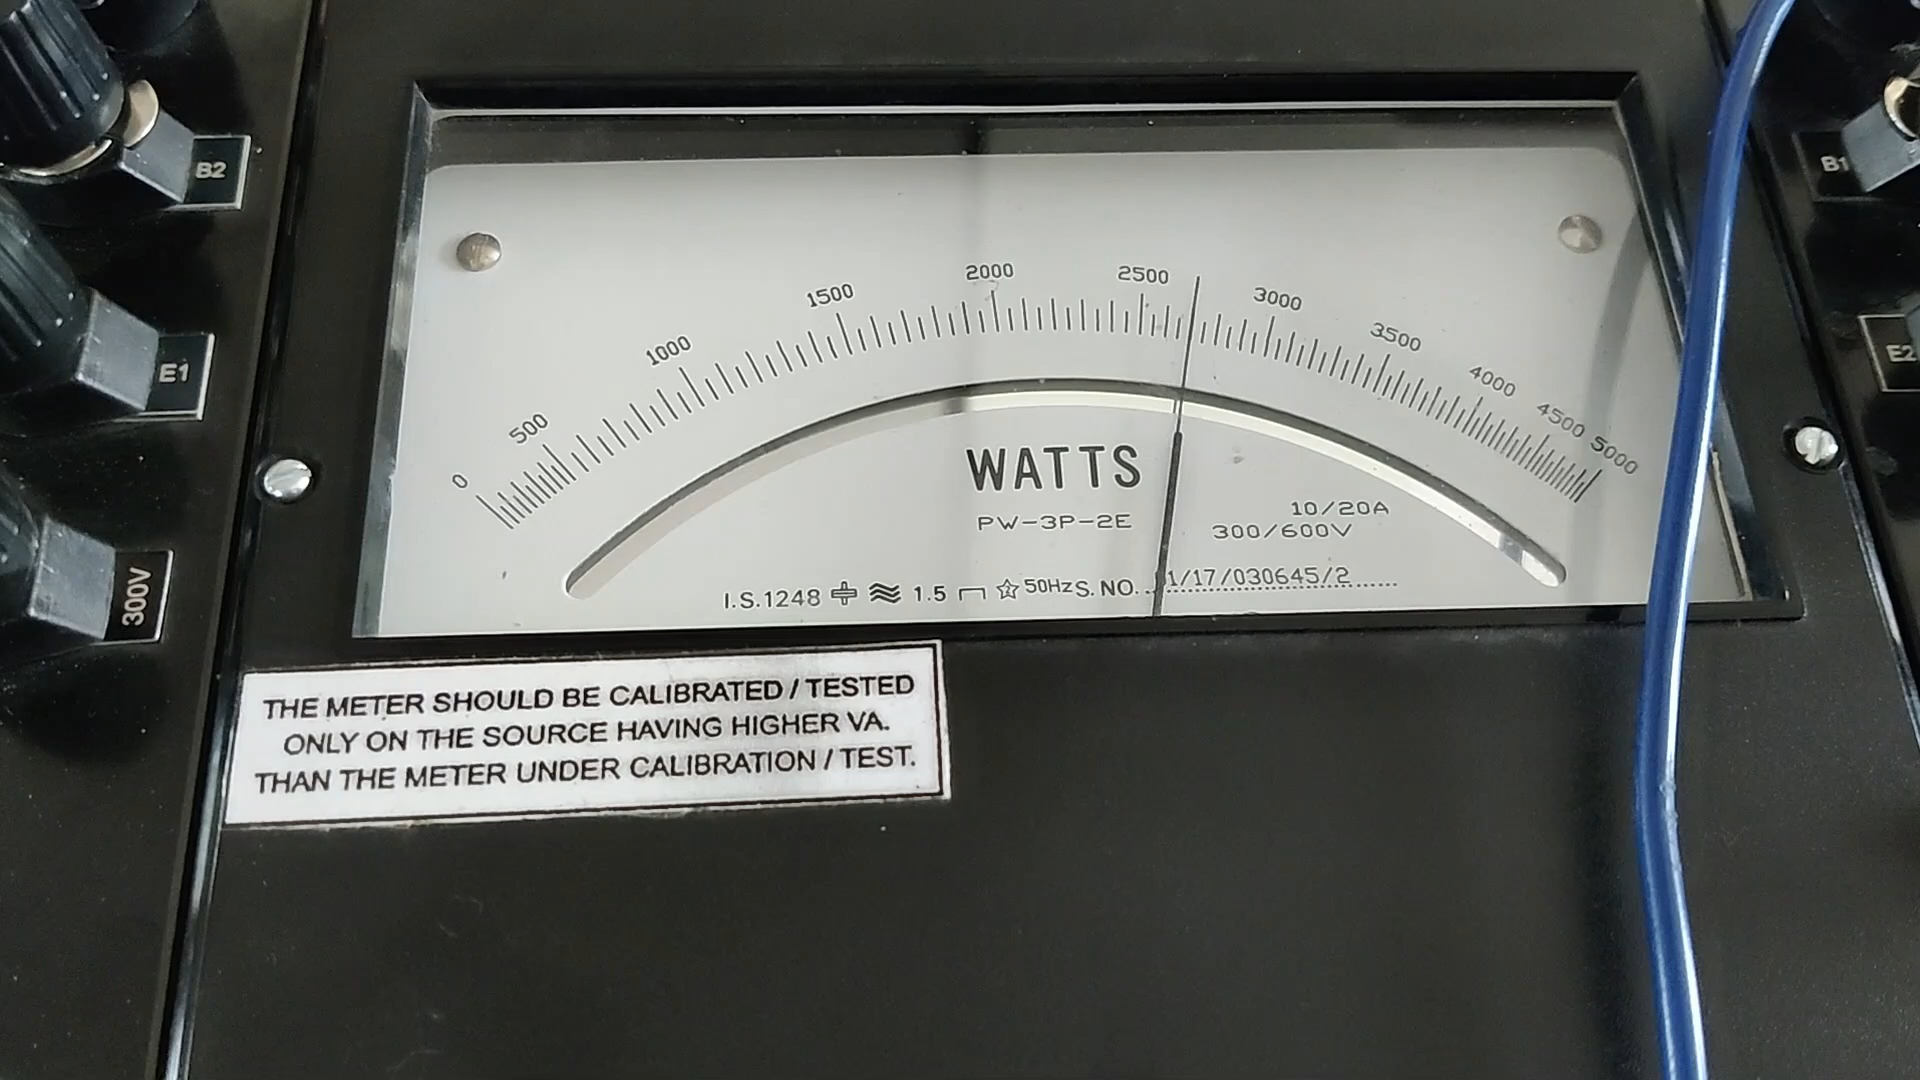 B2
B1
2000
2500
1500
3000
1000
3500
E1
E2
4000
500
4500
5000
0
WATTS
10/20A
PW-3P-2E
300/600V
300V
I.S.1248 1.5 2 50Hz S. NO. 1/17/030645/2
THE METER SHOULD BE CALIBRATED / TESTED
ONLY ON THE SOURCE HAVING HIGHER VA.
THAN THE METER UNDER CALIBRATION / TEST.